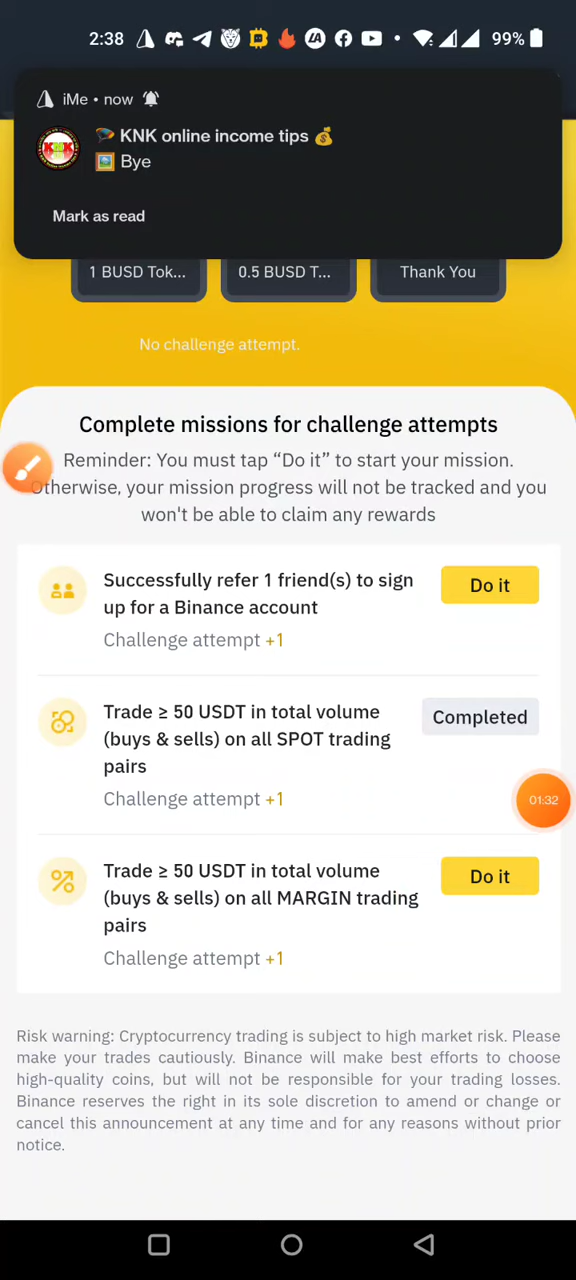 2:38
LA
99%
iMe • now
🪂 KNK online income tips 💰
🖼️ Bye
Mark as read
1 BUSD Tok...
0.5 BUSD T...
Thank You
No challenge attempt.
Complete missions for challenge attempts
Reminder: You must tap “Do it” to start your mission.
Otherwise, your mission progress will not be tracked and you
won't be able to claim any rewards
Successfully refer 1 friend(s) to sign
up for a Binance account
Do it
Challenge attempt +1
Trade ≥ 50 USDT in total volume
(buys & sells) on all SPOT trading
pairs
Completed
Challenge attempt +1
01:32
Trade ≥ 50 USDT in total volume
(buys & sells) on all MARGIN trading
pairs
Do it
Challenge attempt +1
Risk warning: Cryptocurrency trading is subject to high market risk. Please
make your trades cautiously. Binance will make best efforts to choose
high-quality coins, but will not be responsible for your trading losses.
Binance reserves the right in its sole discretion to amend or change or
cancel this announcement at any time and for any reasons without prior
notice.